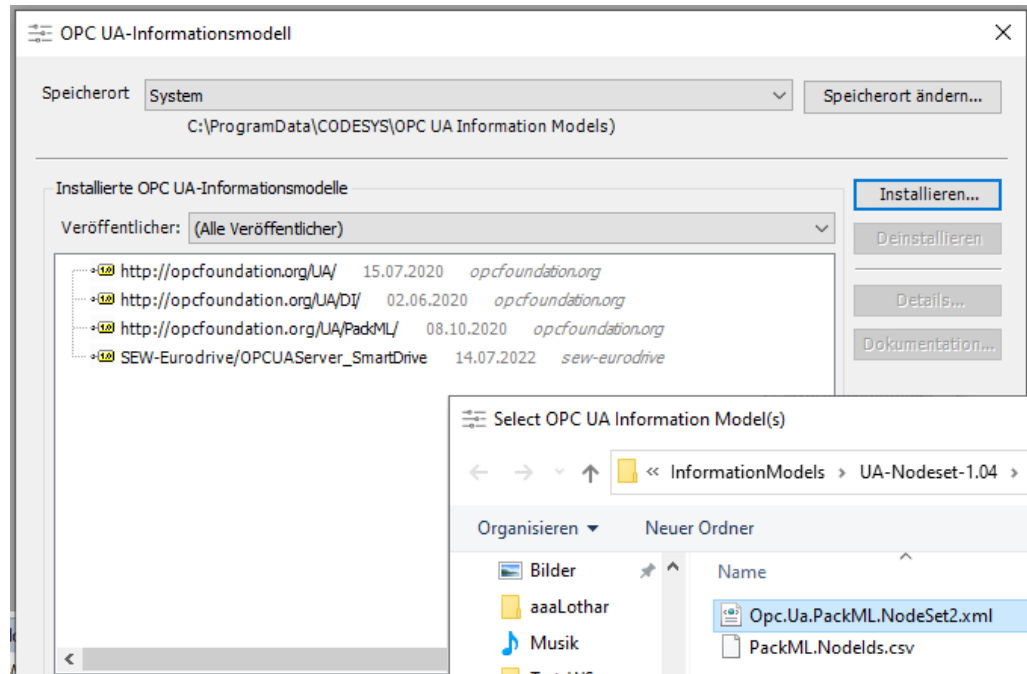 OPC UA-Informationsmodell
Speicherort System Speicherort ändern...
C:\ProgramData\CODESYS\OPC UA Information Models)
Installierte OPC UA-Informationsmodelle
Installieren...
Veröffentlicher: (Alle Veröffentlicher)
Deinstallieren
http://opcfoundation.org/UA/ 15.07.2020 opcfoundation.org
http://opcfoundation.org/UA/DI/ 02.06.2020 opcfoundation.org
Details...
http://opcfoundation.org/UA/PackML/ 08.10.2020 opcfoundation.org
Dokumentation...
SEW-Eurodrive/OPCUAServer_SmartDrive 14.07.2022 sew-eurodrive
Select OPC UA Information Model(s)
« InformationModels › UA-Nodeset-1.04 ›
Organisieren Neuer Ordner
Bilder Name
aaaLothar
Opc.Ua.PackML.NodeSet2.xml
Musik PackML.NodeIds.csv